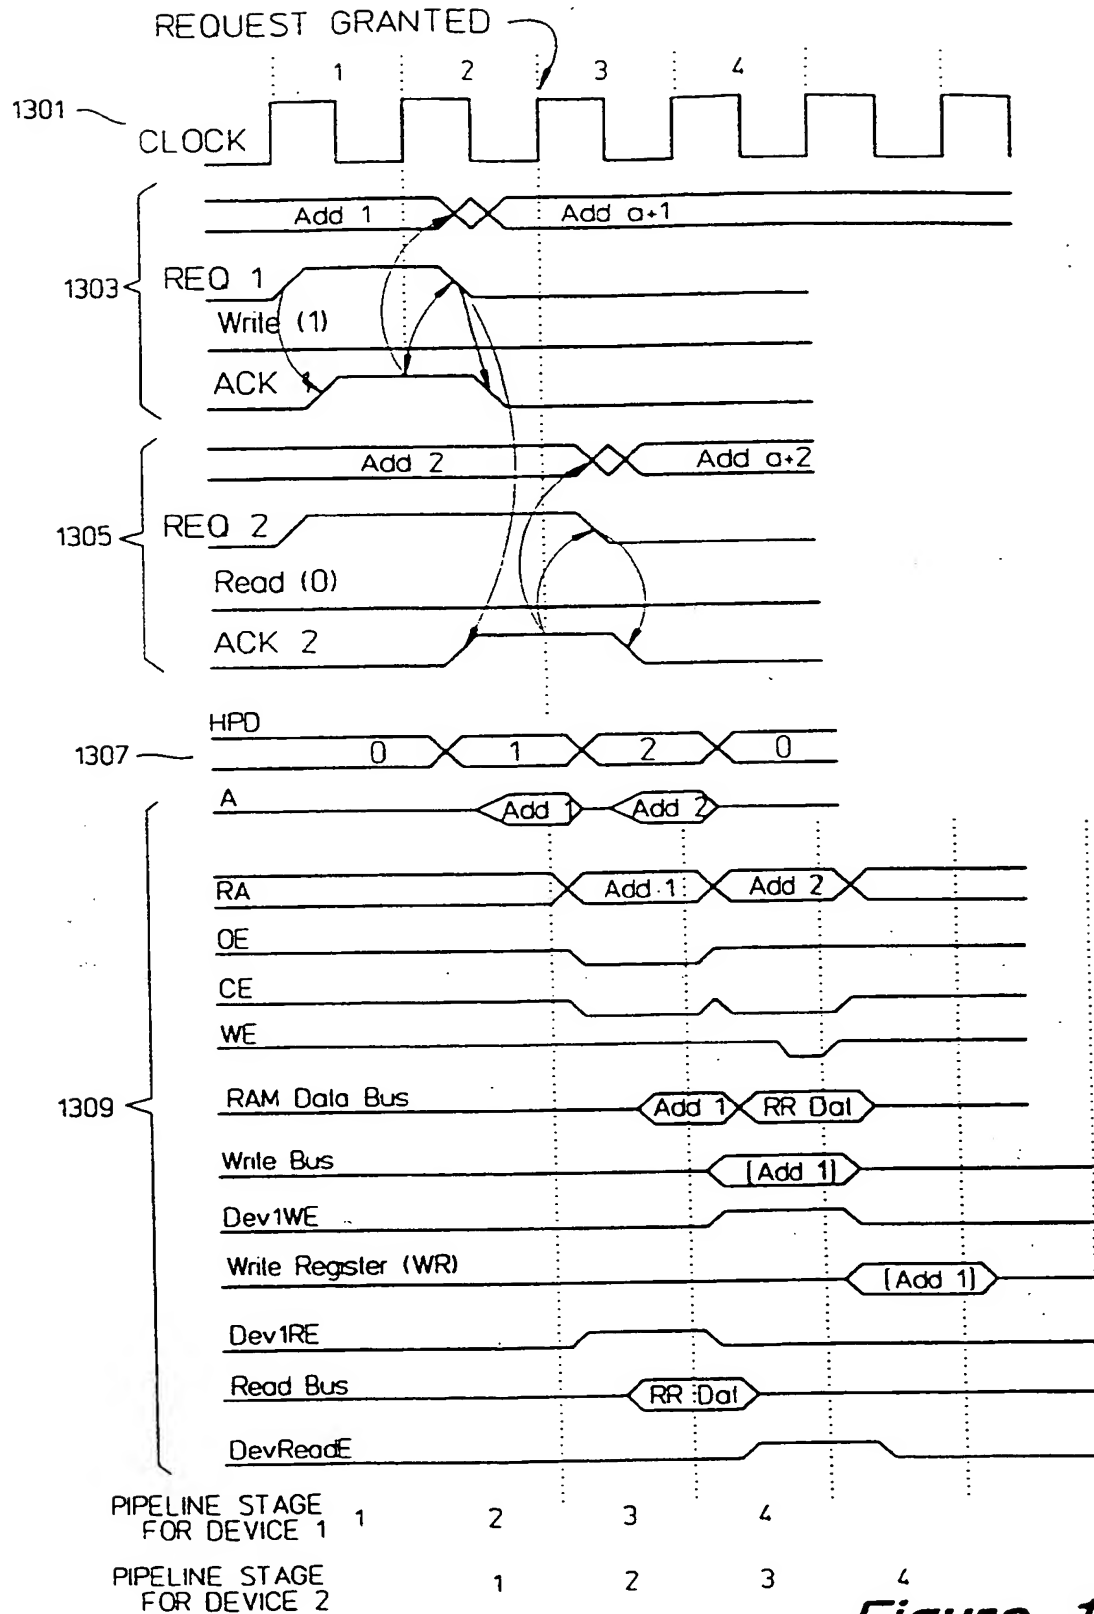 REQUEST GRANTED
1 2 3 4
1301
CLOCK
Add 1 Add a+1
1303
REQ 1
Write (1)
ACK 1
Add 2 Add a+2
1305
REQ 2
Read (0)
ACK 2
HPD
1307
0 1 2 0
A
Add 1 Add 2
RA
Add 1 Add 2
OE
CE
WE
1309
RAM Data Bus
Add 1 RR Dat
Write Bus
[Add 1]
Dev1WE
Write Register (WR)
[Add 1]
Dev1RE
Read Bus
RR Dat
DevReadE
PIPELINE STAGE
FOR DEVICE 1
1 2 3 4
PIPELINE STAGE
FOR DEVICE 2
1 2 3 4